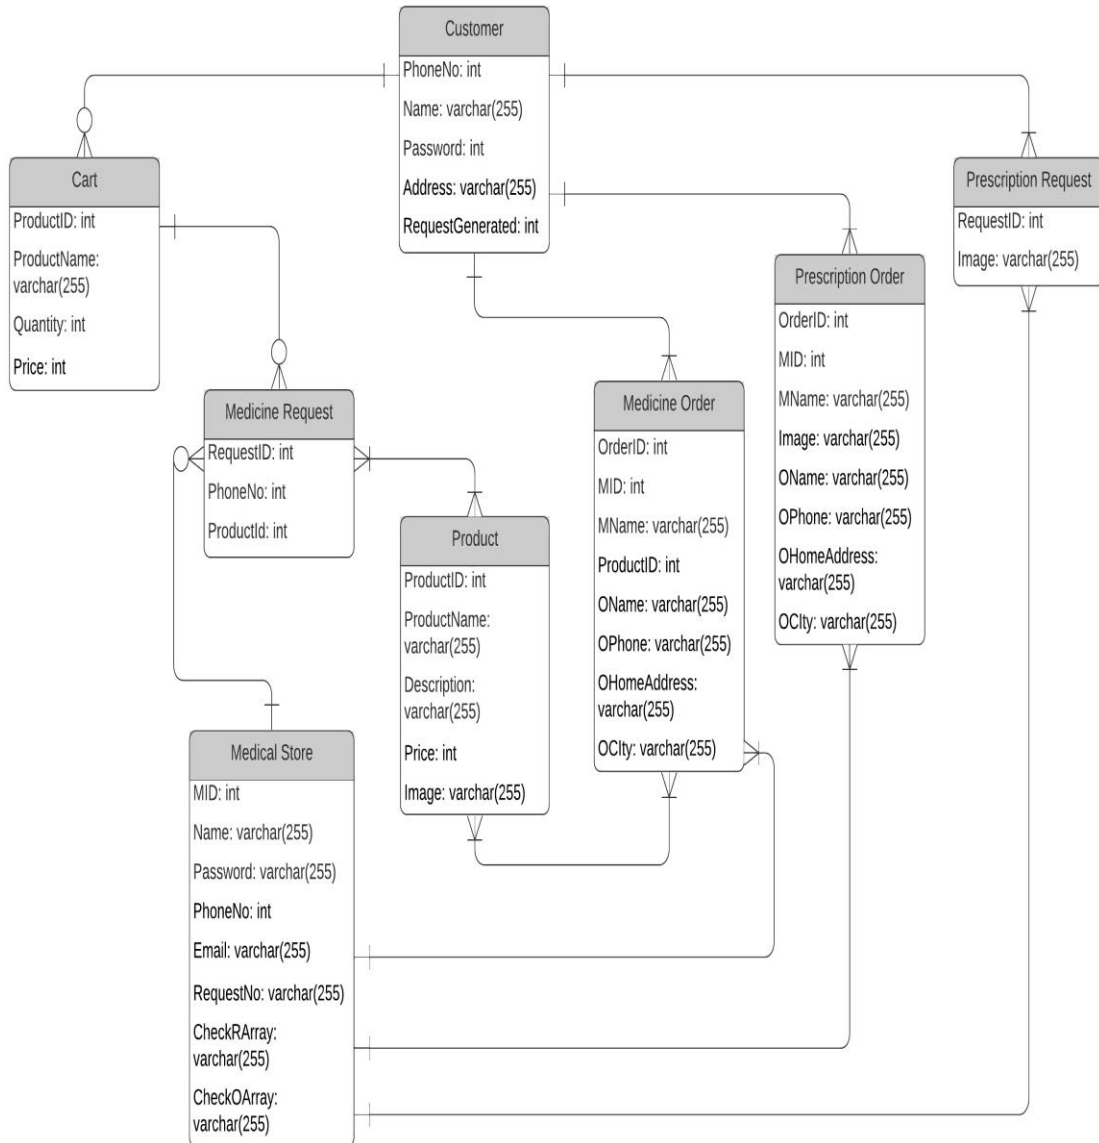 Customer
PhoneNo: int
Name: varchar(255)
Password: int
Address: varchar(255)
RequestGenerated: int
Cart
ProductID: int
ProductName:
varchar(255)
Quantity: int
Price: int
Prescription Request
RequestID: int
Image: varchar(255)
Prescription Order
OrderID: int
MID: int
MName: varchar(255)
Image: varchar(255)
OName: varchar(255)
OPhone: varchar(255)
OHomeAddress:
varchar(255)
OCIty: varchar(255)
Medicine Request
RequestID: int
PhoneNo: int
ProductId: int
Medicine Order
OrderID: int
MID: int
MName: varchar(255)
ProductID: int
OName: varchar(255)
OPhone: varchar(255)
OHomeAddress:
varchar(255)
OCIty: varchar(255)
Product
ProductID: int
ProductName:
varchar(255)
Description:
varchar(255)
Price: int
Image: varchar(255)
Medical Store
MID: int
Name: varchar(255)
Password: varchar(255)
PhoneNo: int
Email: varchar(255)
RequestNo: varchar(255)
CheckRArray:
varchar(255)
CheckOArray:
varchar(255)